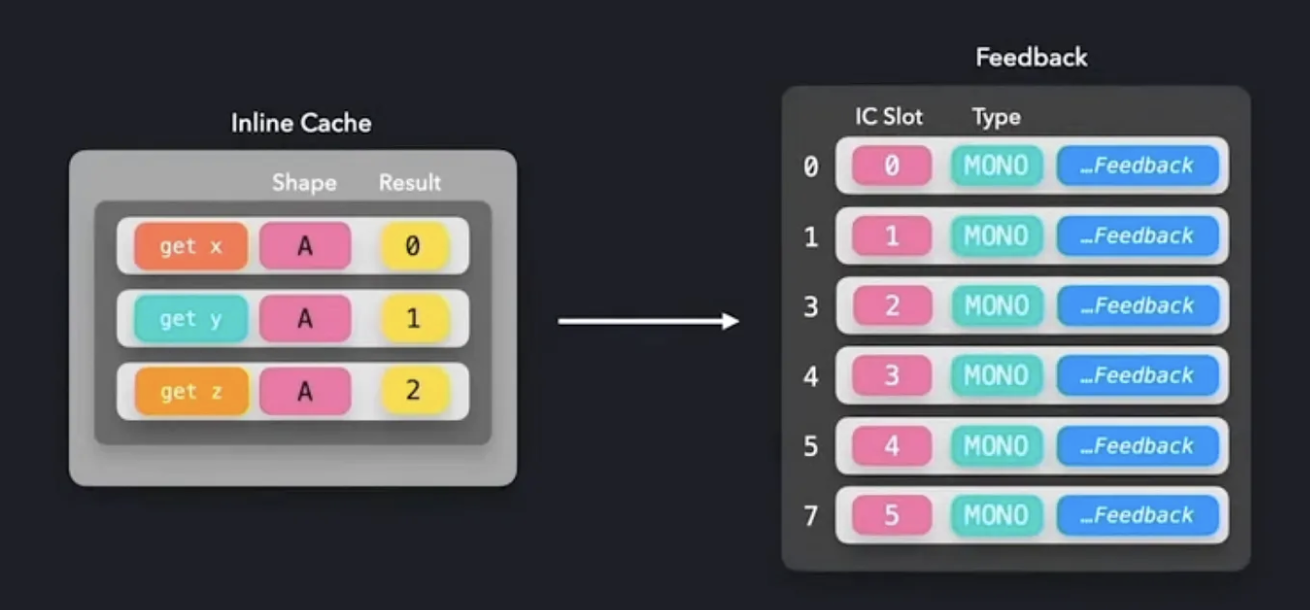 Inline Cache
Shape Result
get x A 0
get y A 1
get z A 2
Feedback
IC Slot Type
0 0 MONO …Feedback
1 1 MONO …Feedback
3 2 MONO …Feedback
4 3 MONO …Feedback
5 4 MONO …Feedback
7 5 MONO …Feedback